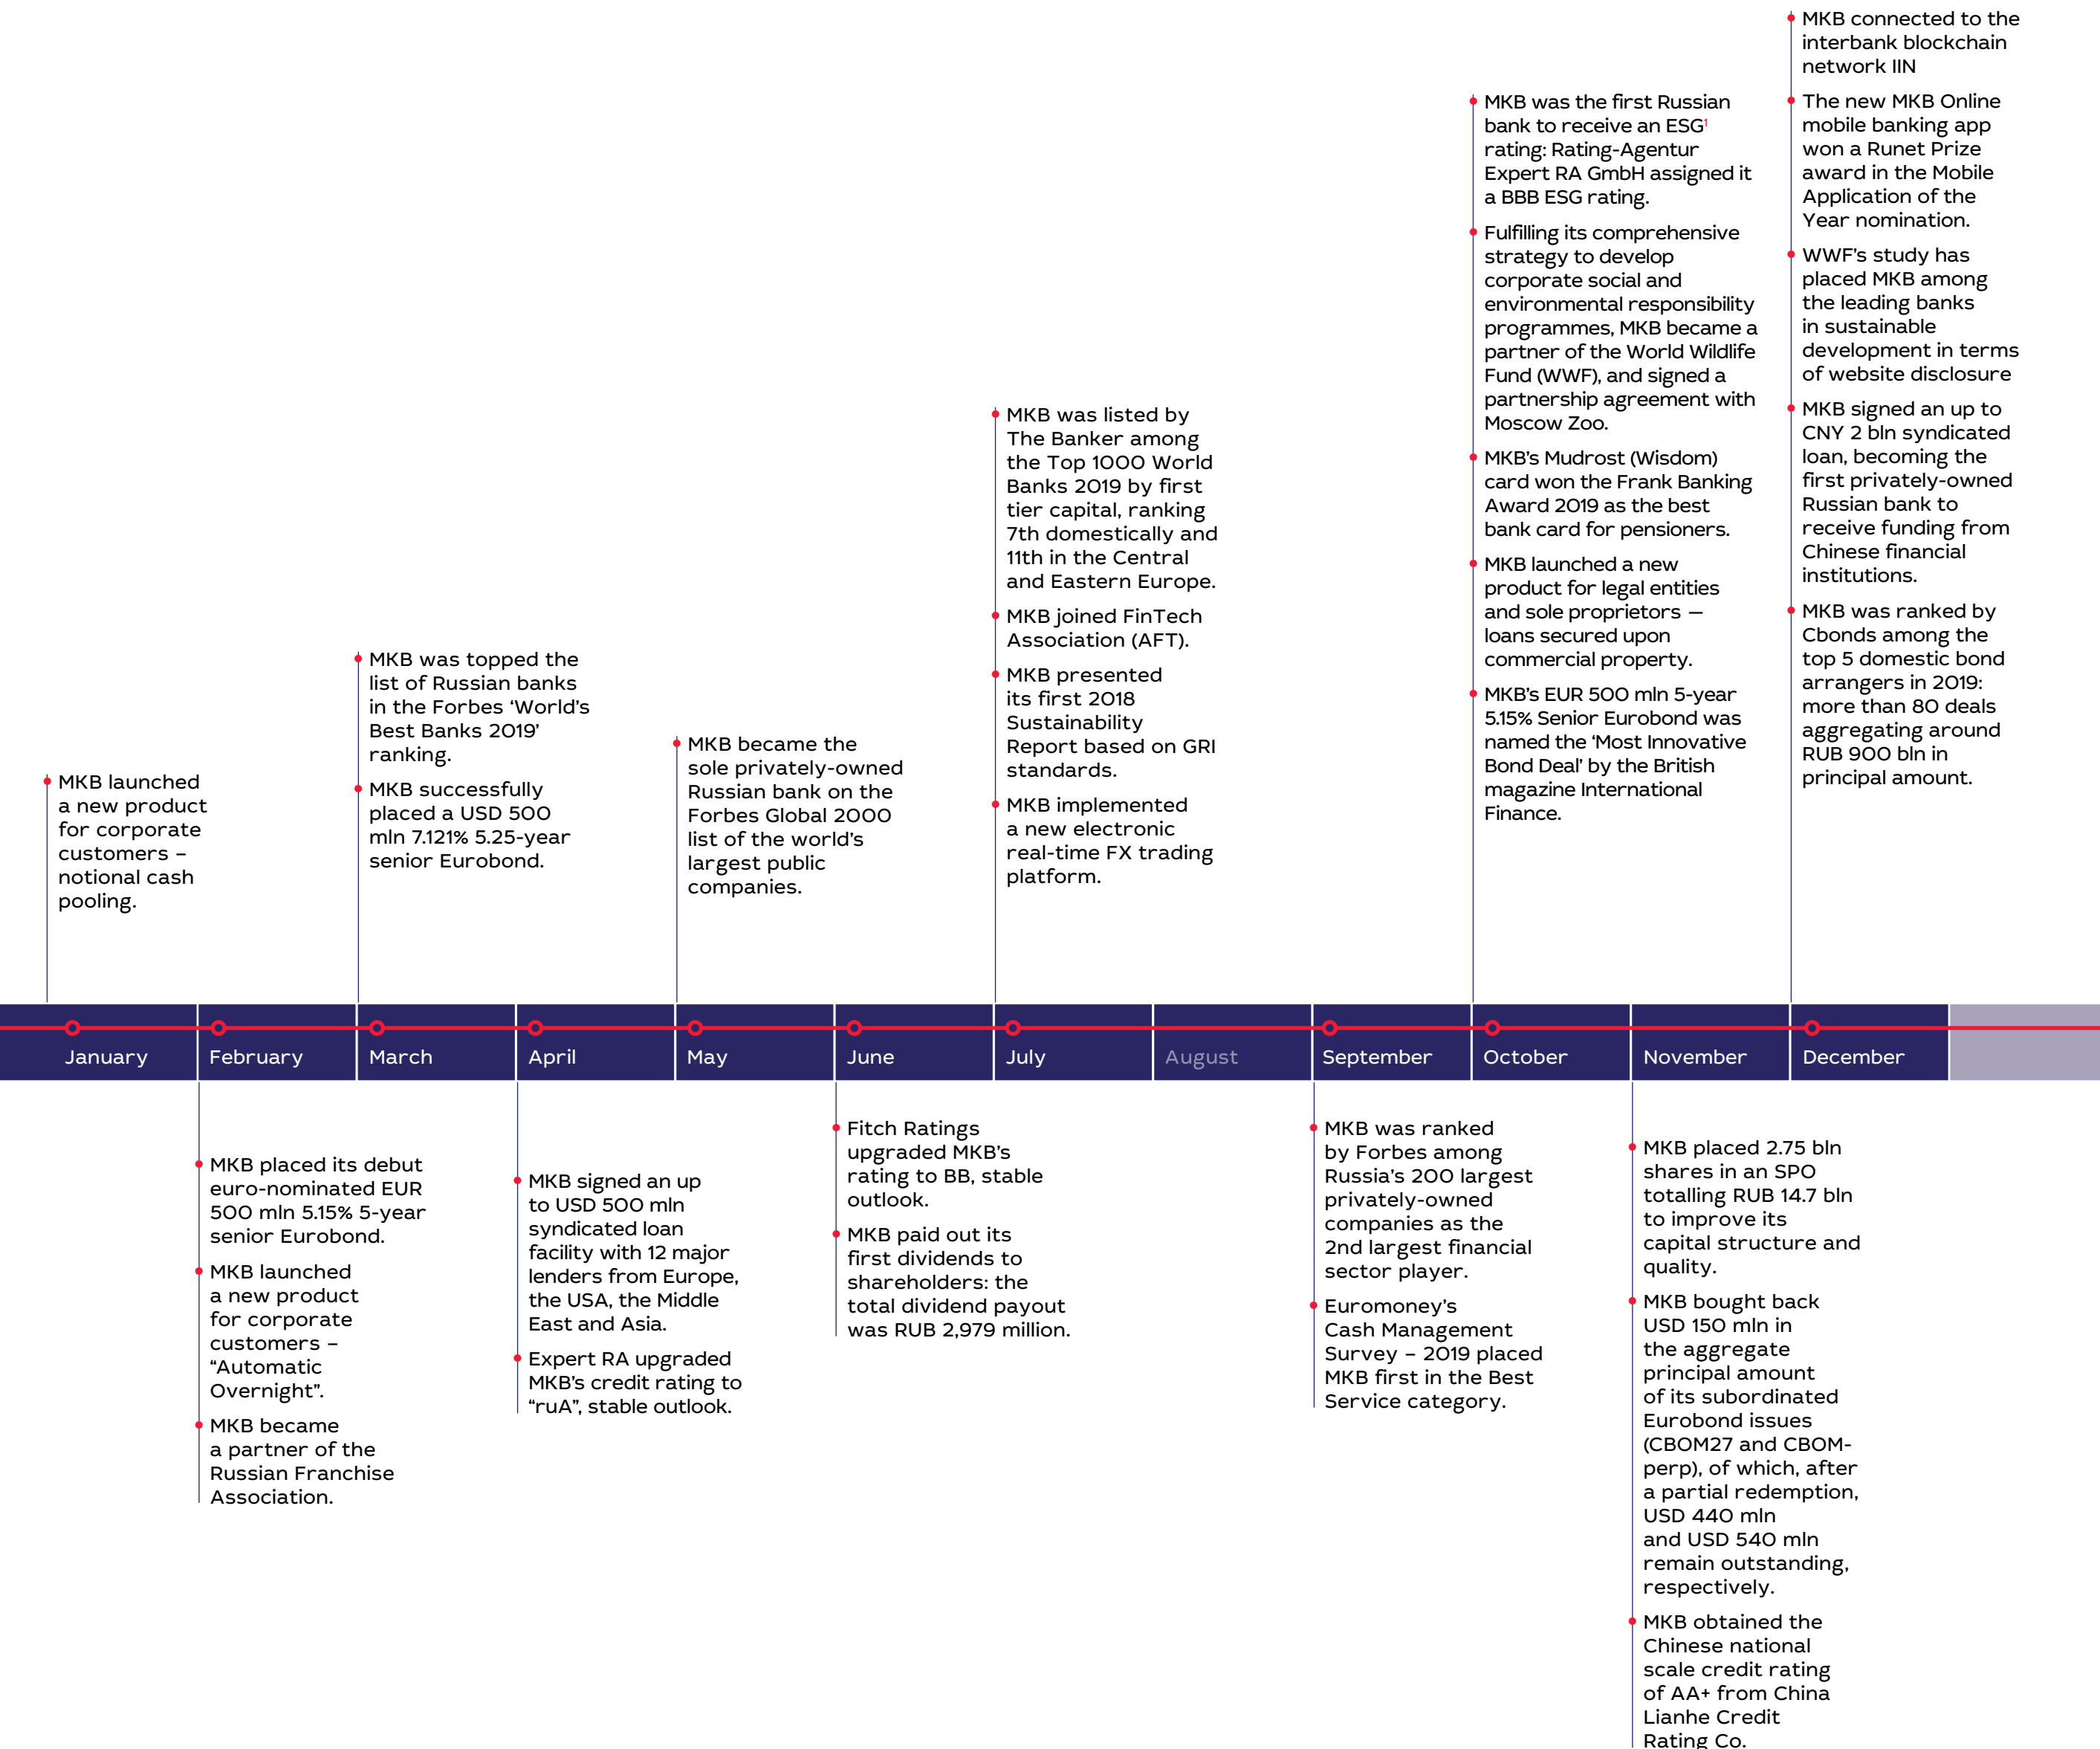 MKB launched
a new product
for corporate
customers –
notional cash
pooling.
MKB was topped the
list of Russian banks
in the Forbes ‘World’s
Best Banks 2019’
ranking.
MKB successfully
placed a USD 500
mln 7.121% 5.25-year
senior Eurobond.
MKB became the
sole privately-owned
Russian bank on the
Forbes Global 2000
list of the world’s
largest public
companies.
MKB was listed by
The Banker among
the Top 1000 World
Banks 2019 by first
tier capital, ranking
7th domestically and
11th in the Central
and Eastern Europe.
MKB joined FinTech
Association (AFT).
MKB presented
its first 2018
Sustainability
Report based on GRI
standards.
MKB implemented
a new electronic
real-time FX trading
platform.
MKB was the first Russian
bank to receive an ESG¹
rating: Rating-Agentur
Expert RA GmbH assigned it
a BBB ESG rating.
Fulfilling its comprehensive
strategy to develop
corporate social and
environmental responsibility
programmes, MKB became a
partner of the World Wildlife
Fund (WWF), and signed a
partnership agreement with
Moscow Zoo.
MKB’s Mudrost (Wisdom)
card won the Frank Banking
Award 2019 as the best
bank card for pensioners.
MKB launched a new
product for legal entities
and sole proprietors —
loans secured upon
commercial property.
MKB’s EUR 500 mln 5-year
5.15% Senior Eurobond was
named the ‘Most Innovative
Bond Deal’ by the British
magazine International
Finance.
MKB connected to the
interbank blockchain
network IIN
The new MKB Online
mobile banking app
won a Runet Prize
award in the Mobile
Application of the
Year nomination.
WWF’s study has
placed MKB among
the leading banks
in sustainable
development in terms
of website disclosure
MKB signed an up to
CNY 2 bln syndicated
loan, becoming the
first privately-owned
Russian bank to
receive funding from
Chinese financial
institutions.
MKB was ranked by
Cbonds among the
top 5 domestic bond
arrangers in 2019:
more than 80 deals
aggregating around
RUB 900 bln in
principal amount.
January
February
March
April
May
June
July
August
September
October
November
December
MKB placed its debut
euro-nominated EUR
500 mln 5.15% 5-year
senior Eurobond.
MKB launched
a new product
for corporate
customers –
“Automatic
Overnight”.
MKB became
a partner of the
Russian Franchise
Association.
MKB signed an up
to USD 500 mln
syndicated loan
facility with 12 major
lenders from Europe,
the USA, the Middle
East and Asia.
Expert RA upgraded
MKB’s credit rating to
“ruA”, stable outlook.
Fitch Ratings
upgraded MKB’s
rating to BB, stable
outlook.
MKB paid out its
first dividends to
shareholders: the
total dividend payout
was RUB 2,979 million.
MKB was ranked
by Forbes among
Russia’s 200 largest
privately-owned
companies as the
2nd largest financial
sector player.
Euromoney’s
Cash Management
Survey – 2019 placed
MKB first in the Best
Service category.
MKB placed 2.75 bln
shares in an SPO
totalling RUB 14.7 bln
to improve its
capital structure and
quality.
MKB bought back
USD 150 mln in
the aggregate
principal amount
of its subordinated
Eurobond issues
(CBOM27 and CBOM-
perp), of which, after
a partial redemption,
USD 440 mln
and USD 540 mln
remain outstanding,
respectively.
MKB obtained the
Chinese national
scale credit rating
of AA+ from China
Lianhe Credit
Rating Co.